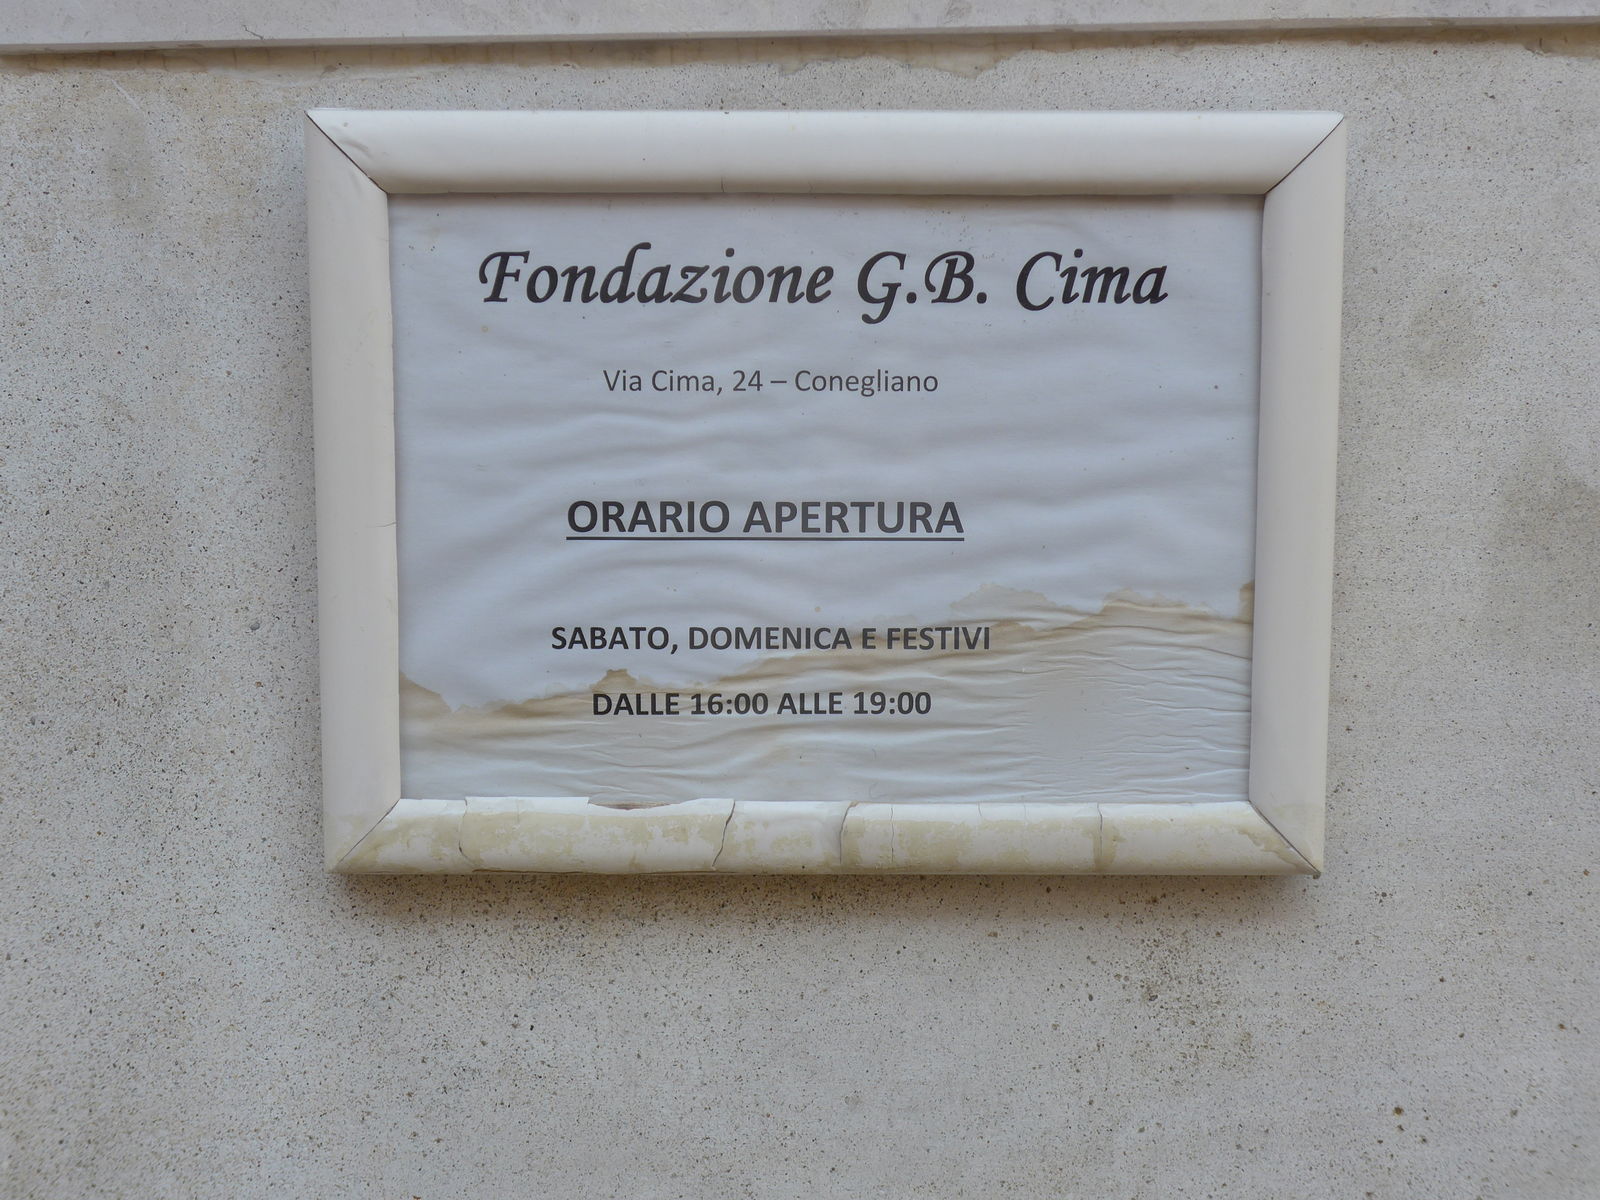 Fondazione G.B. Cima
Via Cima, 24 – Conegliano
ORARIO APERTURA
SABATO, DOMENICA E FESTIVI
DALLE 16:00 ALLE 19:00